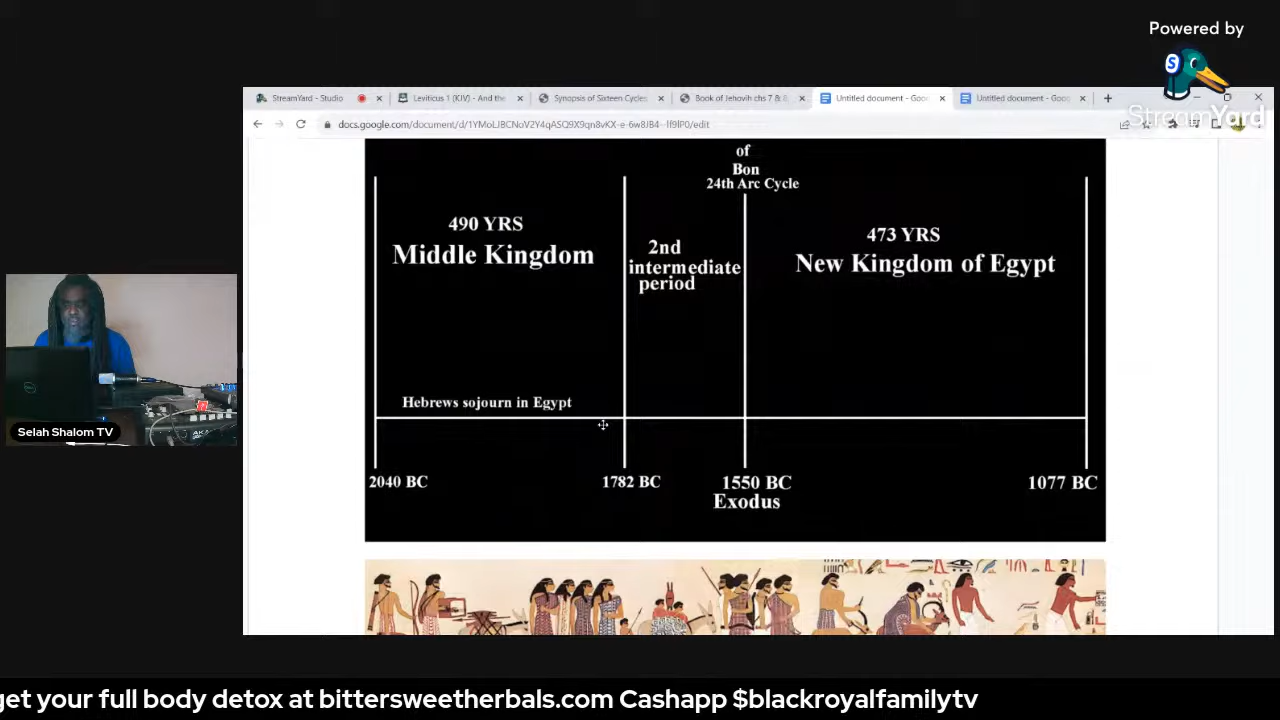 Powered by
StreamYard
StreamYard - Studio
Leviticus 1 (KJV) - And the
Synopsis of Sixteen Cycles
Book of Jehovih chs 7 & 8
Untitled document - Goo
Untitled document - Goo
of
Bon
24th Arc Cycle
490 YRS
Middle Kingdom
2nd
intermediate
period
473 YRS
New Kingdom of Egypt
Hebrews sojourn in Egypt
2040 BC
1782 BC
1550 BC
1077 BC
Exodus
Selah Shalom TV
get your full body detox at bittersweetherbals.com Cashapp $blackroyalfamilytv